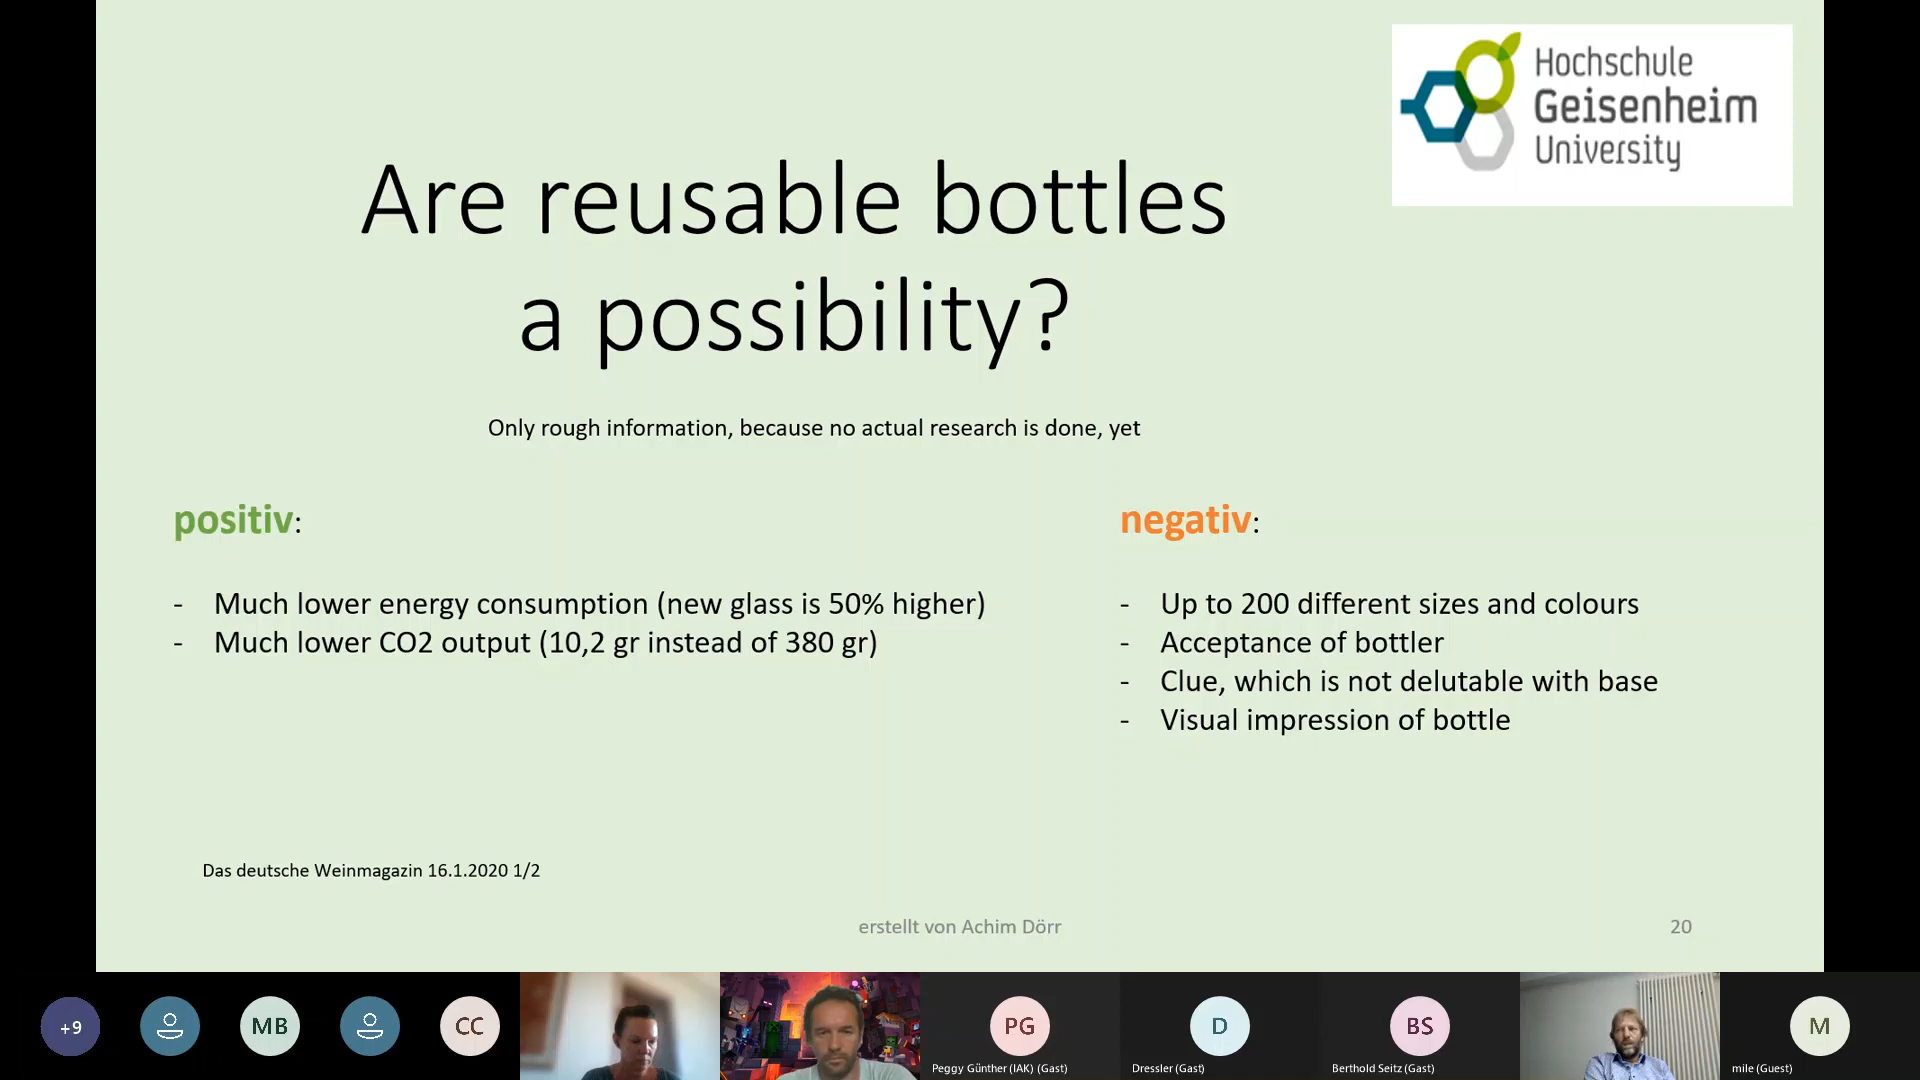 Hochschule
Geisenheim
University
Are reusable bottles
a possibility?
Only rough information, because no actual research is done, yet
positiv:
- Much lower energy consumption (new glass is 50% higher)
- Much lower CO2 output (10,2 gr instead of 380 gr)
negativ:
- Up to 200 different sizes and colours
- Acceptance of bottler
- Clue, which is not delutable with base
- Visual impression of bottle
Das deutsche Weinmagazin 16.1.2020 1/2
erstellt von Achim Dörr
20
+9
MB
CC
PG
Peggy Günther (IAK) (Gast)
D
Dressler (Gast)
BS
Berthold Seitz (Gast)
M
mile (Guest)